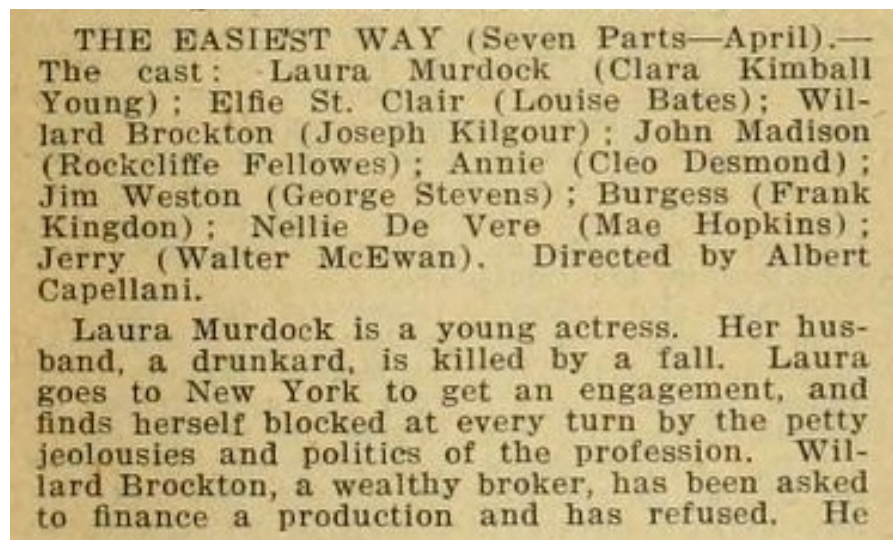 THE EASIEST WAY (Seven Parts—April).—
The cast: Laura Murdock (Clara Kimball
Young); Elfie St. Clair (Louise Bates); Wil-
lard Brockton (Joseph Kilgour); John Madison
(Rockcliffe Fellowes); Annie (Cleo Desmond);
Jim Weston (George Stevens); Burgess (Frank
Kingdon); Nellie De Vere (Mae Hopkins);
Jerry (Walter McEwan). Directed by Albert
Capellani.
Laura Murdock is a young actress. Her hus-
band, a drunkard, is killed by a fall. Laura
goes to New York to get an engagement, and
finds herself blocked at every turn by the petty
jeolousies and politics of the profession. Wil-
lard Brockton, a wealthy broker, has been asked
to finance a production and has refused. He